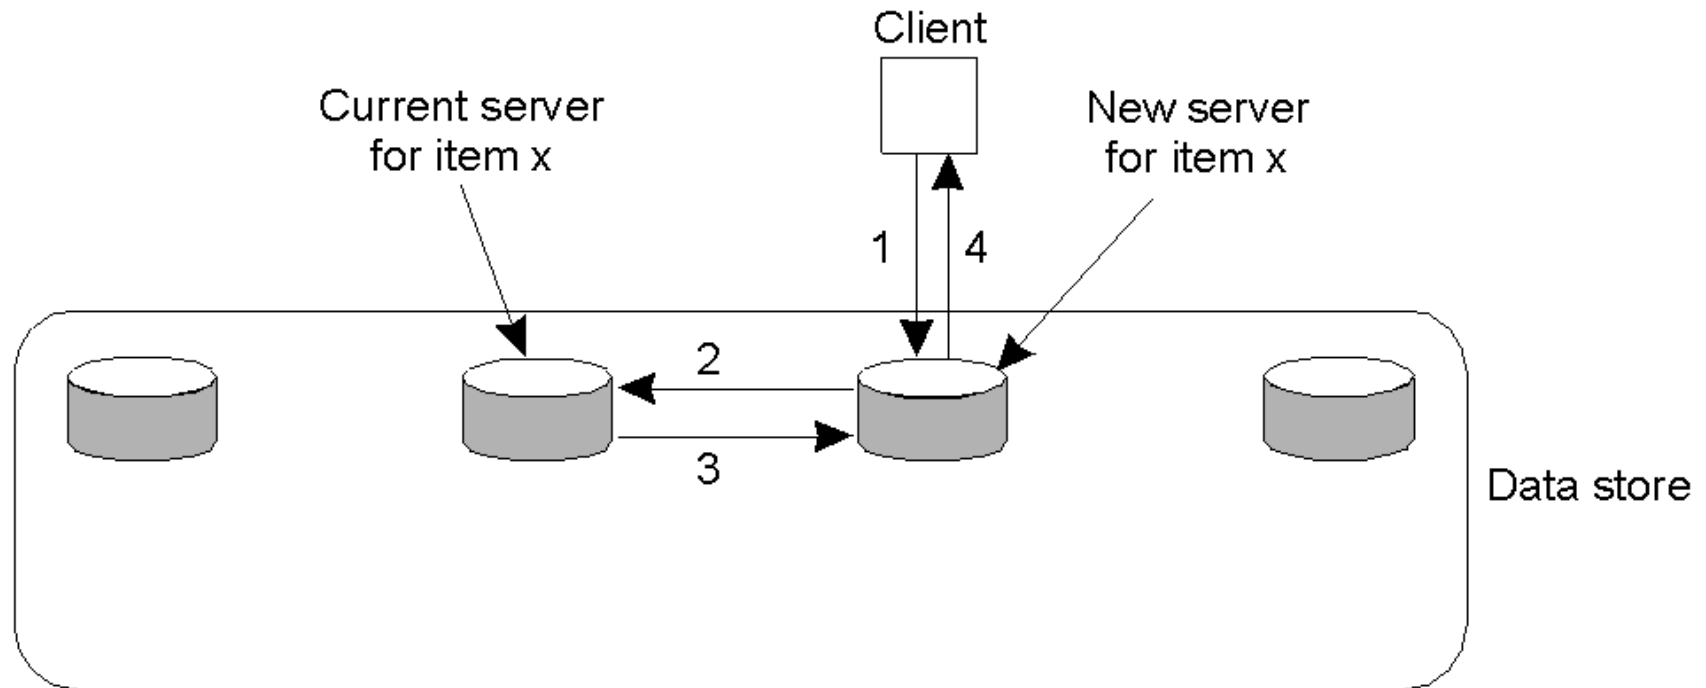 Client
Current server
for item x
New server
for item x
1
4
2
3
Data store